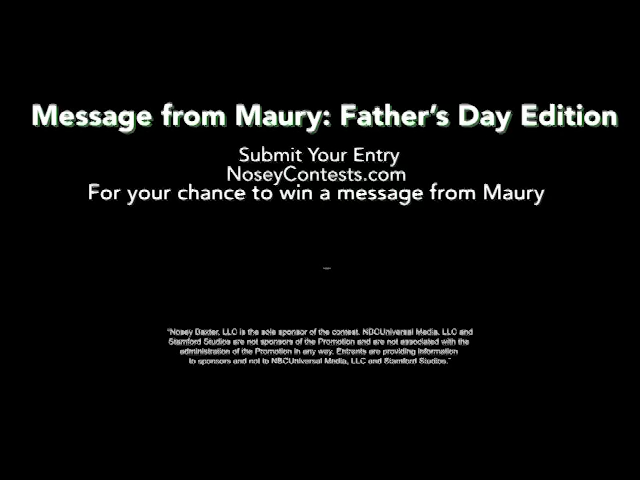 Message from Maury: Father's Day Edition
Submit Your Entry
NoseyContests.com
For your chance to win a message from Maury
"Nosey Baxter, LLC is the sole sponsor of the contest. NBCUniversal Media, LLC and
Stamford Studios are not sponsors of the Promotion and are not associated with the
administration of the Promotion in any way. Entrants are providing information
to sponsors and not to NBCUniversal Media, LLC and Stamford Studios."